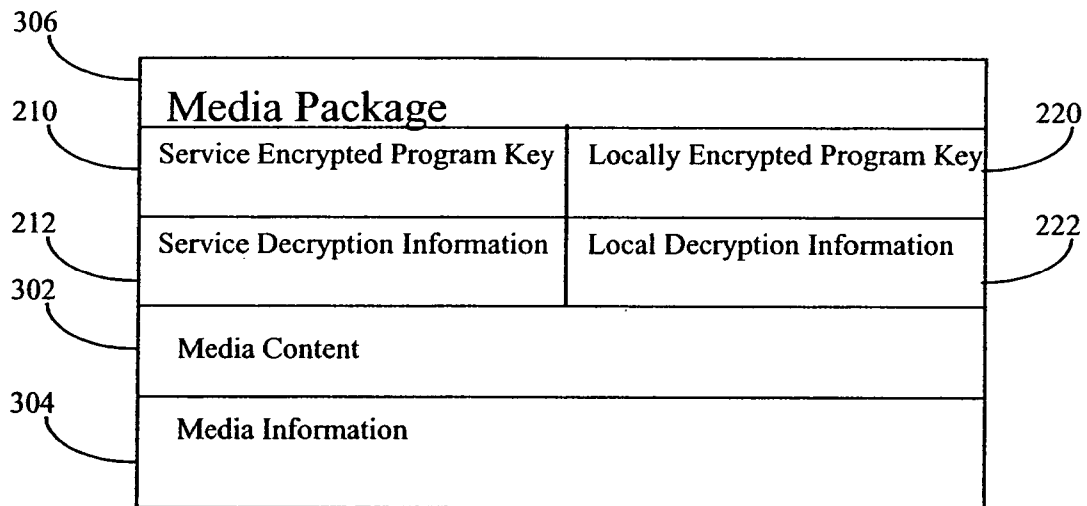 306
Media Package
210
220
Service Encrypted Program Key
Locally Encrypted Program Key
212
222
Service Decryption Information
Local Decryption Information
302
Media Content
304
Media Information